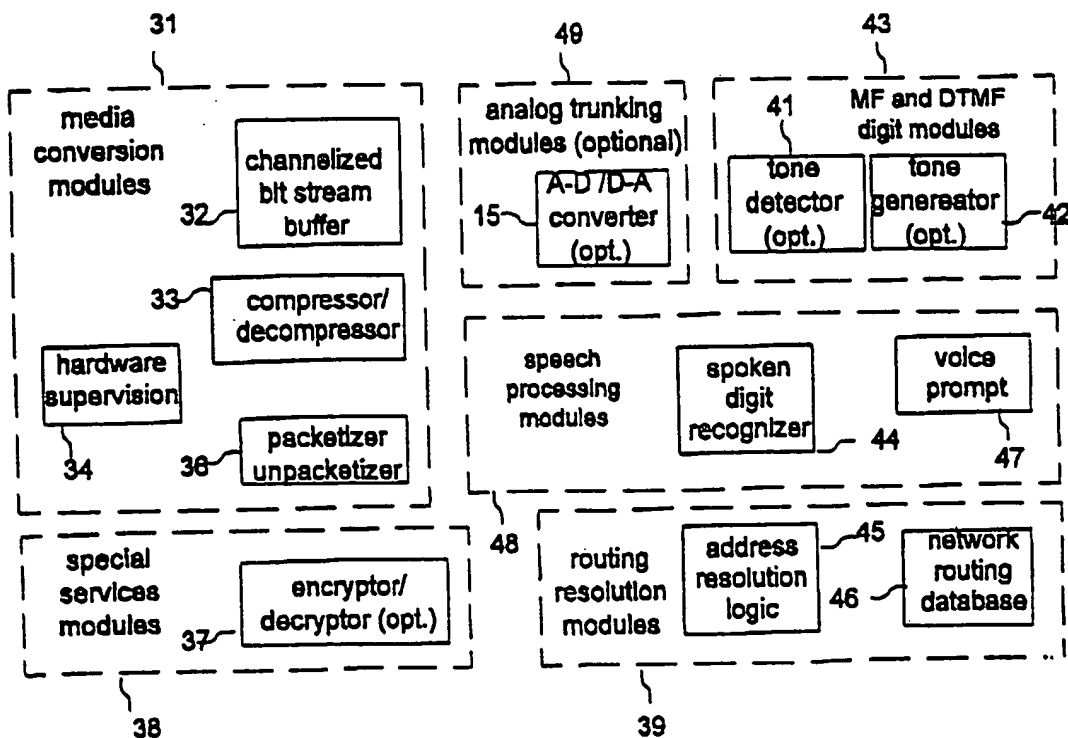 31
media
conversion
modules
channelized
bit stream
buffer
32
33
compressor/
decompressor
hardware
supervision
34
36
packetizer
unpacketizer
49
analog trunking
modules (optional)
15
A-D /D-A
converter
(opt.)
43
MF and DTMF
digit modules
41
tone
detector
(opt.)
tone
genereator
(opt.)
42
speech
processing
modules
spoken
digit
recognizer
44
voice
prompt
47
48
special
services
modules
37
encryptor/
decryptor (opt.)
38
routing
resolution
modules
address
resolution
logic
45
46
network
routing
database
39